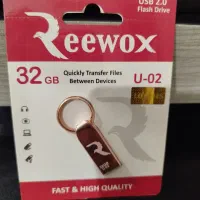 USB 2.0
Flash Drive
Reewox
32 GB
Quickly Transfer Files
Between Devices
U-02
R
FAST & HIGH QUALITY